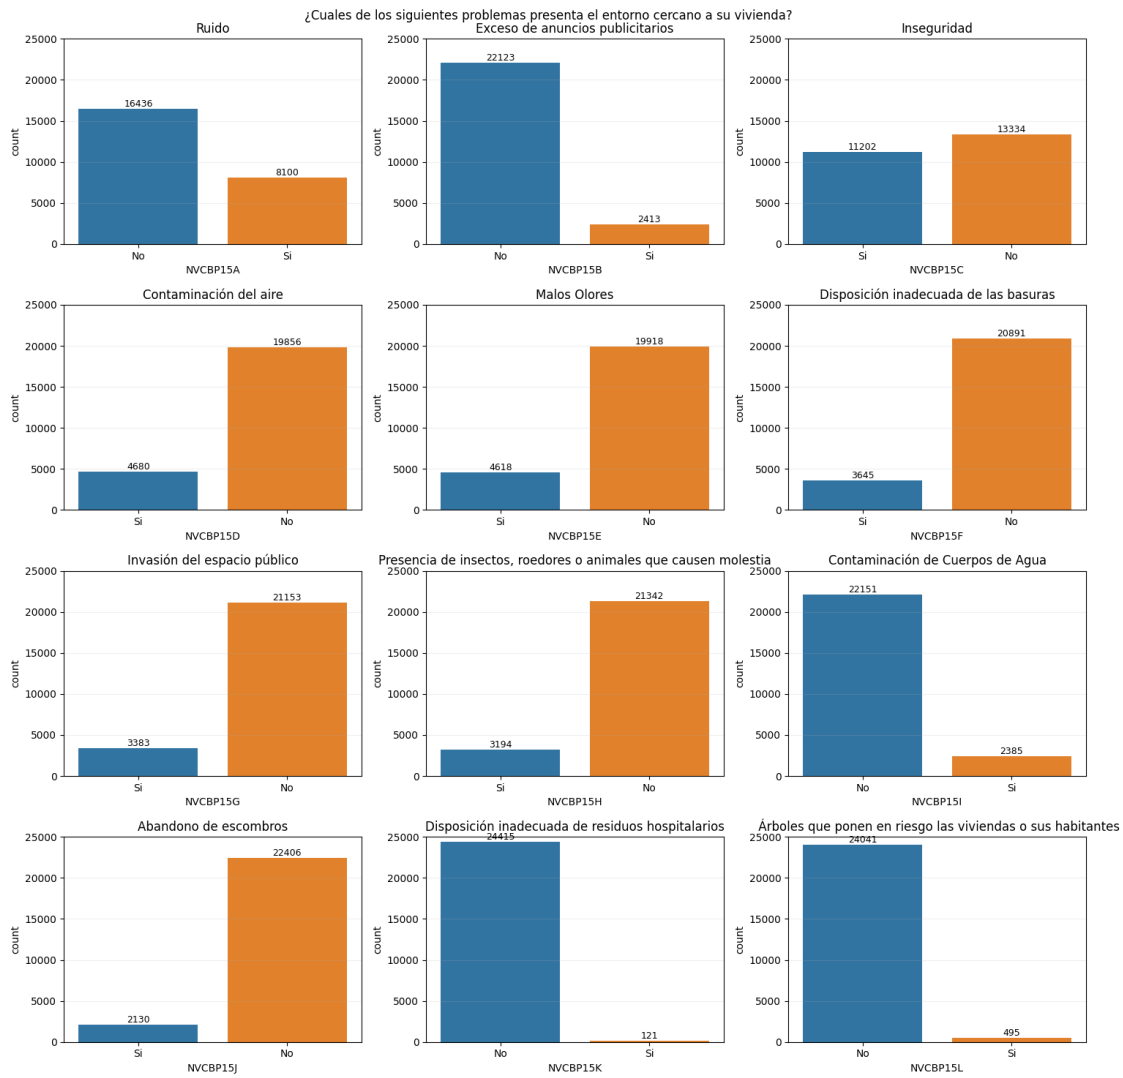 ¿Cuales de los siguientes problemas presenta el entorno cercano a su vivienda?
Ruido
25000
20000
15000
10000
5000
0
count
16436
8100
No
Si
NVCBP15A
Exceso de anuncios publicitarios
25000
20000
15000
10000
5000
0
count
22123
2413
No
Si
NVCBP15B
Inseguridad
25000
20000
15000
10000
5000
0
count
11202
13334
Si
No
NVCBP15C
Contaminación del aire
25000
20000
15000
10000
5000
0
count
4680
19856
Si
No
NVCBP15D
Malos Olores
25000
20000
15000
10000
5000
0
count
4618
19918
Si
No
NVCBP15E
Disposición inadecuada de las basuras
25000
20000
15000
10000
5000
0
count
3645
20891
Si
No
NVCBP15F
Invasión del espacio público
25000
20000
15000
10000
5000
0
count
3383
21153
Si
No
NVCBP15G
Presencia de insectos, roedores o animales que causen molestia
25000
20000
15000
10000
5000
0
count
3194
21342
Si
No
NVCBP15H
Contaminación de Cuerpos de Agua
25000
20000
15000
10000
5000
0
count
22151
2385
No
Si
NVCBP15I
Abandono de escombros
25000
20000
15000
10000
5000
0
count
2130
22406
Si
No
NVCBP15J
Disposición inadecuada de residuos hospitalarios
25000
20000
15000
10000
5000
0
count
24415
121
No
Si
NVCBP15K
Árboles que ponen en riesgo las viviendas o sus habitantes
25000
20000
15000
10000
5000
0
count
24041
495
No
Si
NVCBP15L